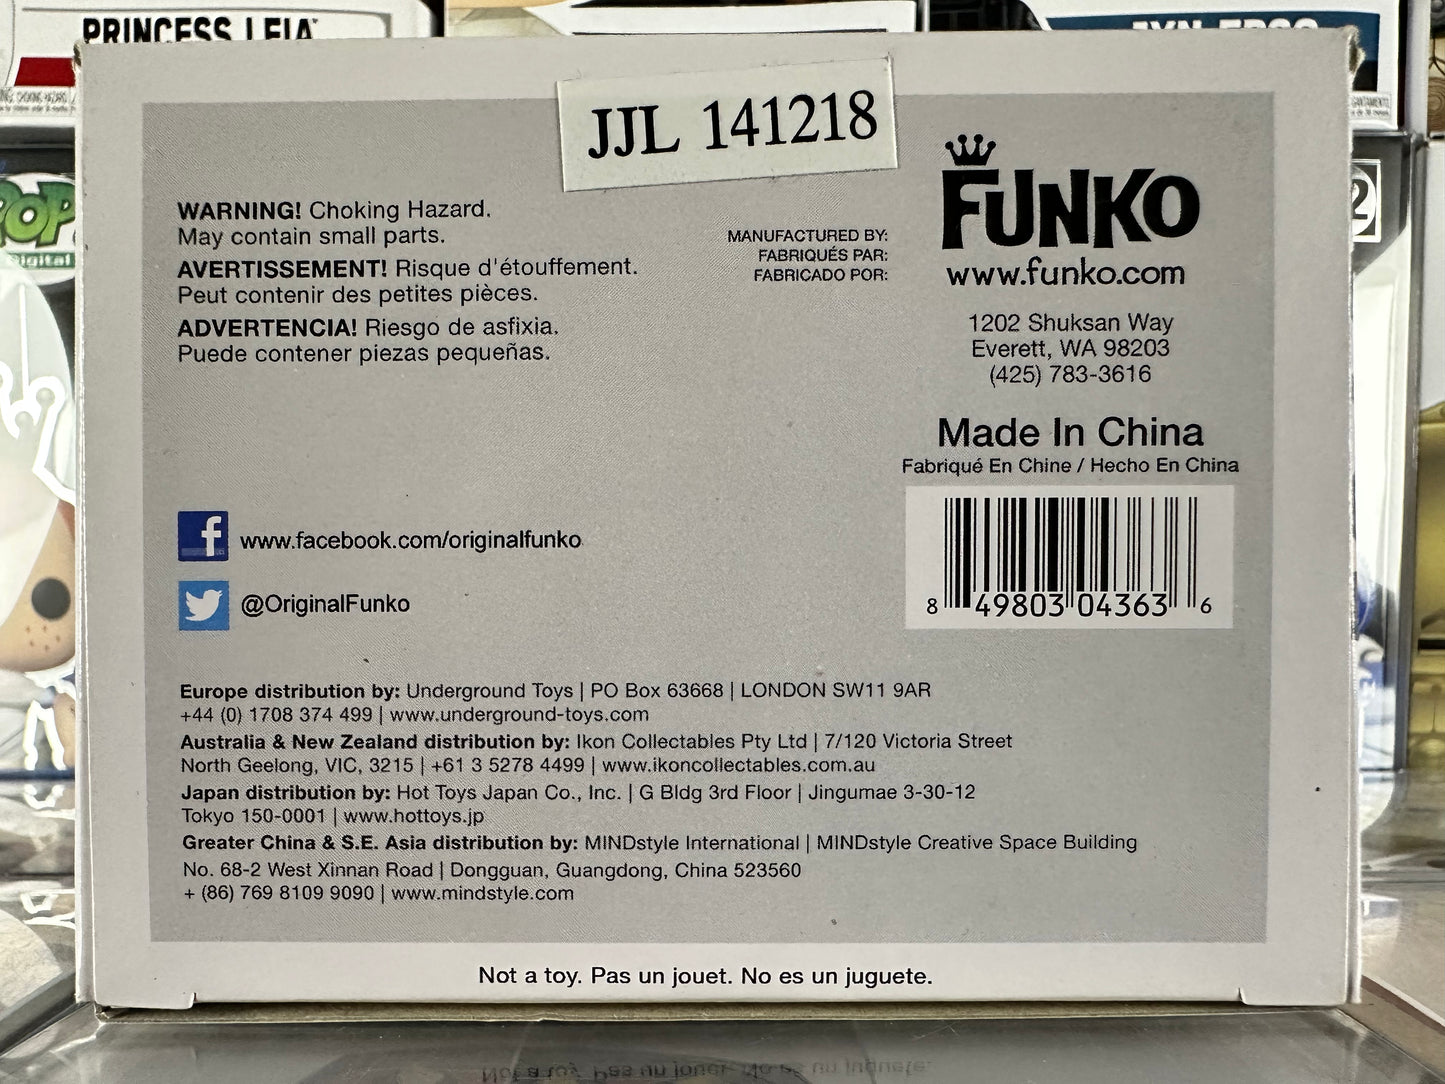 PRINCESS LEIA
JJL 141218
WARNING! Choking Hazard.
May contain small parts.
AVERTISSEMENT! Risque d'étouffement.
Peut contenir des petites pièces.
ADVERTENCIA! Riesgo de asfixia.
Puede contener piezas pequeñas.
MANUFACTURED BY:
FABRIQUÉS PAR:
FABRICADO POR:
FUNKO
www.funko.com
1202 Shuksan Way
Everett, WA 98203
(425) 783-3616
Made In China
Fabriqué En Chine / Hecho En China
8 49803 04363 6
www.facebook.com/originalfunko
@OriginalFunko
Europe distribution by: Underground Toys | PO Box 63668 | LONDON SW11 9AR
+44 (0) 1708 374 499 | www.underground-toys.com
Australia & New Zealand distribution by: Ikon Collectables Pty Ltd | 7/120 Victoria Street
North Geelong, VIC, 3215 | +61 3 5278 4499 | www.ikoncollectables.com.au
Japan distribution by: Hot Toys Japan Co., Inc. | G Bldg 3rd Floor | Jingumae 3-30-12
Tokyo 150-0001 | www.hottoys.jp
Greater China & S.E. Asia distribution by: MINDstyle International | MINDstyle Creative Space Building
No. 68-2 West Xinnan Road | Dongguan, Guangdong, China 523560
+ (86) 769 8109 9090 | www.mindstyle.com
Not a toy. Pas un jouet. No es un juguete.
POP
Digital